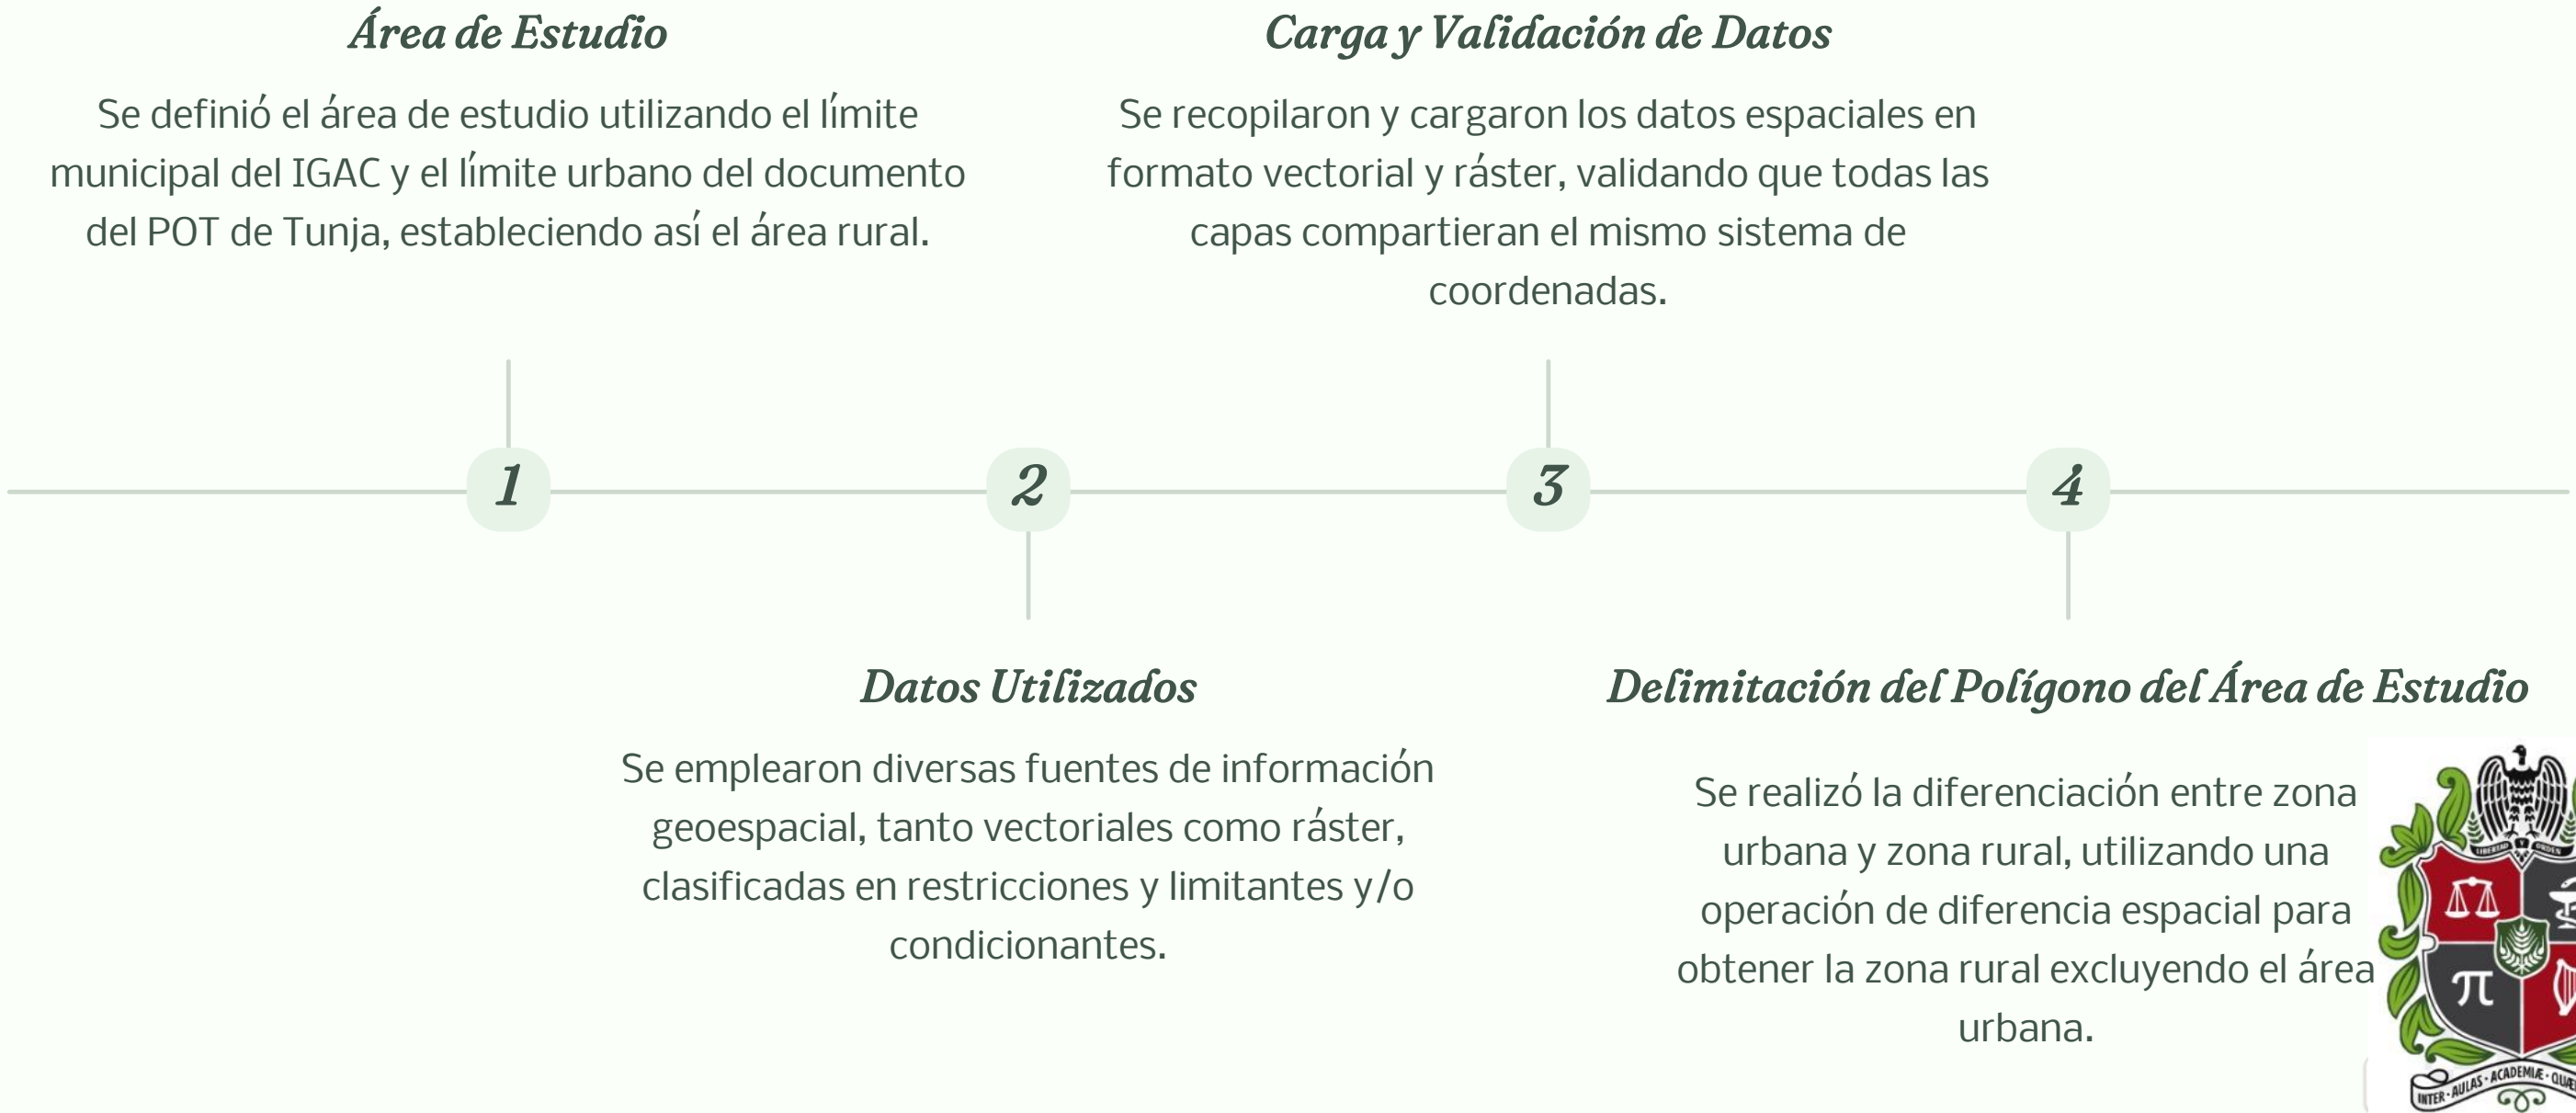 Área de Estudio
Se definió el área de estudio utilizando el límite
municipal del IGAC y el límite urbano del documento
del POT de Tunja, estableciendo así el área rural.
Carga y Validación de Datos
Se recopilaron y cargaron los datos espaciales en
formato vectorial y ráster, validando que todas las
capas compartieran el mismo sistema de
coordenadas.
1
2
3
4
Datos Utilizados
Se emplearon diversas fuentes de información
geoespacial, tanto vectoriales como ráster,
clasificadas en restricciones y limitantes y/o
condicionantes.
Delimitación del Polígono del Área de Estudio
Se realizó la diferenciación entre zona
urbana y zona rural, utilizando una
operación de diferencia espacial para
obtener la zona rural excluyendo el área
urbana.
LIBERTAD Y ORDEN
π
INTER · AULAS · ACADEMIÆ ·